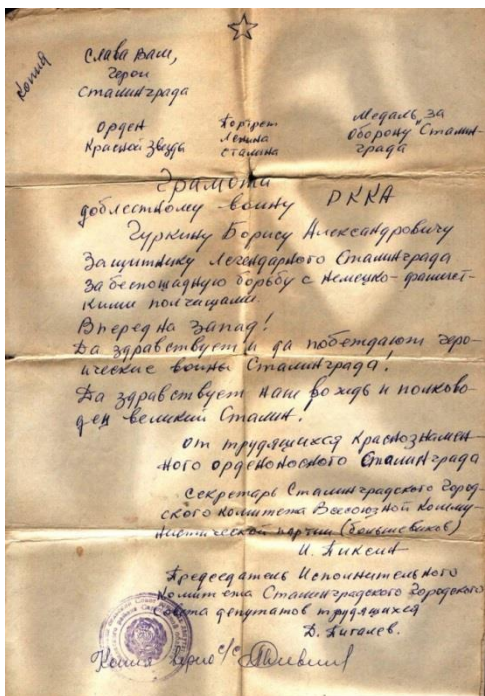 Копия
Слава Вам,
Герои
Сталинграда
Орден Портрет Медаль „за
Красной Звезды Ленина оборону Сталин-
Сталина града"
Грамота
доблестному воину РККА
Гуркину Борису Александровичу
Защитнику Легендарного Сталинграда
за беспощадную борьбу с немецко-фашист-
кими полчищами.
Вперед на запад!
Да здравствует и да побеждают геро-
ические воины Сталинграда!
Да здравствует наш вождь и полково-
дец великий Сталин!
От трудящихся Краснознамен-
ного орденоносного Сталинграда
Секретарь Сталинградского Город-
ского Комитета Всесоюзной Комму-
нистической партии (большевиков)
И. Пиксин
Председатель Исполнительного
Комитета Сталинградского Городского
Совета депутатов трудящихся
Д. Пигалев.
Копия верно с/с